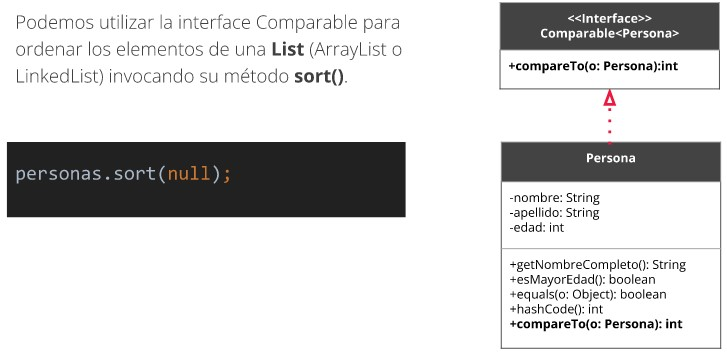 Podemos utilizar la interface Comparable para
ordenar los elementos de una List (ArrayList o
LinkedList) invocando su método sort().
personas.sort(null);
<<Interface>>
Comparable<Persona>
+compareTo(o: Persona):int
Persona
-nombre: String
-apellido: String
-edad: int
+getNombreCompleto(): String
+esMayorEdad(): boolean
+equals(o: Object): boolean
+hashCode(): int
+compareTo(o: Persona): int